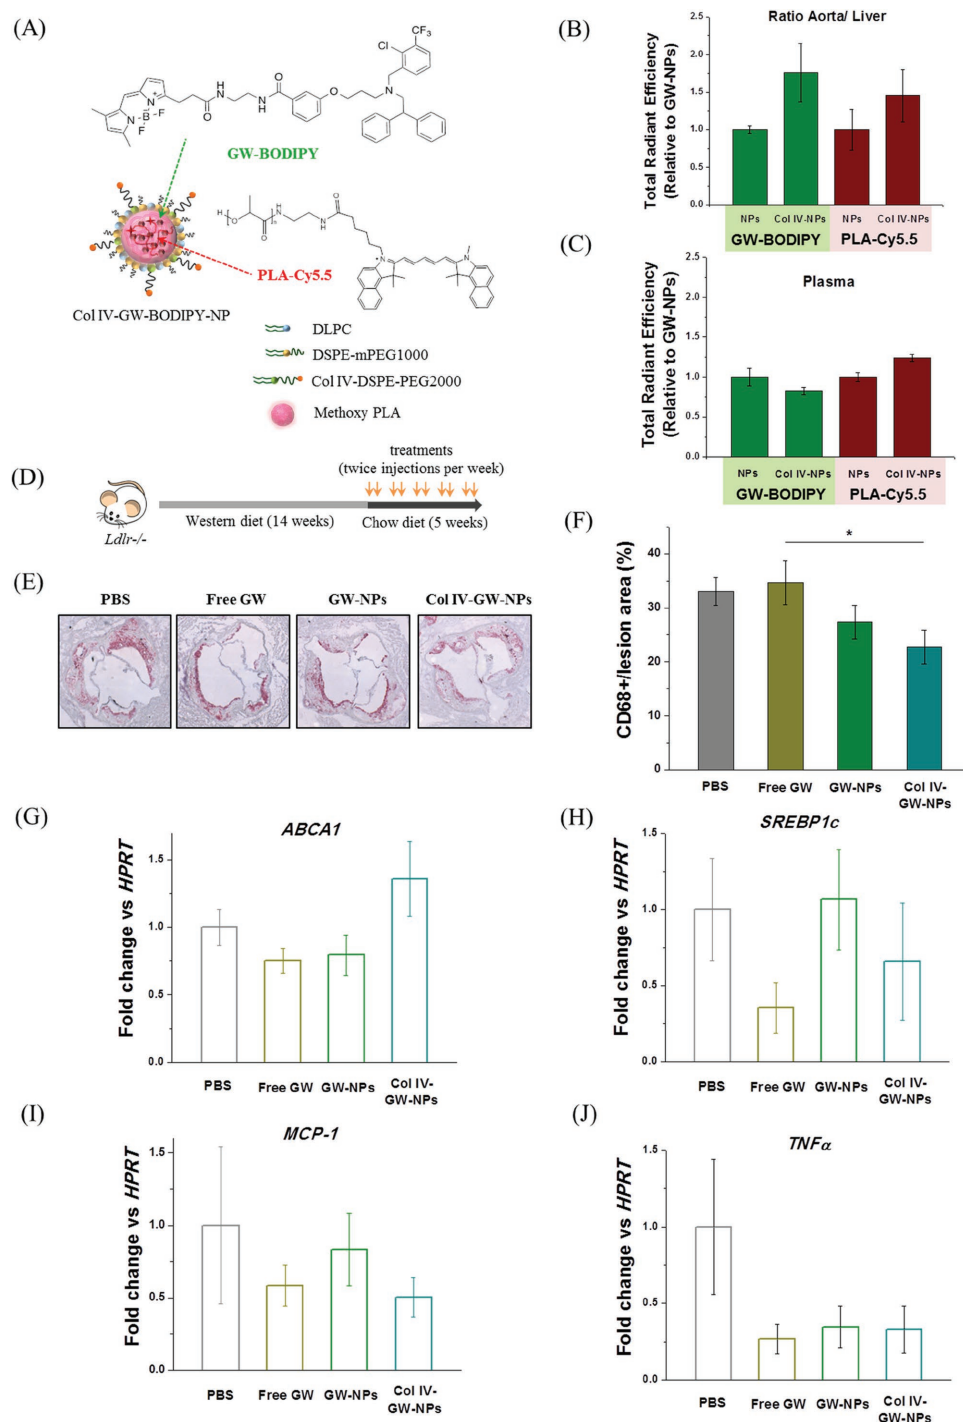 (A)
CF3
Cl
O
N
H
H
N
O
O
N
N
N
B
F
F
GW-BODIPY
H
O
O
n
H
N
N
H
O
N
N
PLA-Cy5.5
Col IV-GW-BODIPY-NP
DLPC
DSPE-mPEG1000
Col IV-DSPE-PEG2000
Methoxy PLA
(B)
Ratio Aorta/ Liver
Total Radiant Efficiency
(Relative to GW-NPs)
2.5
2.0
1.5
1.0
0.5
NPs Col IV-NPs NPs Col IV-NPs
GW-BODIPY PLA-Cy5.5
(C)
Plasma
Total Radiant Efficiency
(Relative to GW-NPs)
2.5
2.0
1.5
1.0
0.5
NPs Col IV-NPs NPs Col IV-NPs
GW-BODIPY PLA-Cy5.5
(D)
treatments
(twice injections per week)
Western diet (14 weeks) Chow diet (5 weeks)
Ldlr-/-
(E)
PBS Free GW GW-NPs Col IV-GW-NPs
(F)
*
CD68+/lesion area (%)
40
30
20
10
0
PBS Free GW GW-NPs Col IV-
GW-NPs
(G)
ABCA1
Fold change vs HPRT
1.5
1.0
0.5
0.0
PBS Free GW GW-NPs Col IV-
GW-NPs
(H)
SREBP1c
Fold change vs HPRT
1.5
1.0
0.5
0.0
PBS Free GW GW-NPs Col IV-
GW-NPs
(I)
MCP-1
Fold change vs HPRT
1.5
1.0
0.5
0.0
PBS Free GW GW-NPs Col IV-
GW-NPs
(J)
TNFα
Fold change vs HPRT
1.5
1.0
0.5
0.0
PBS Free GW GW-NPs Col IV-
GW-NPs